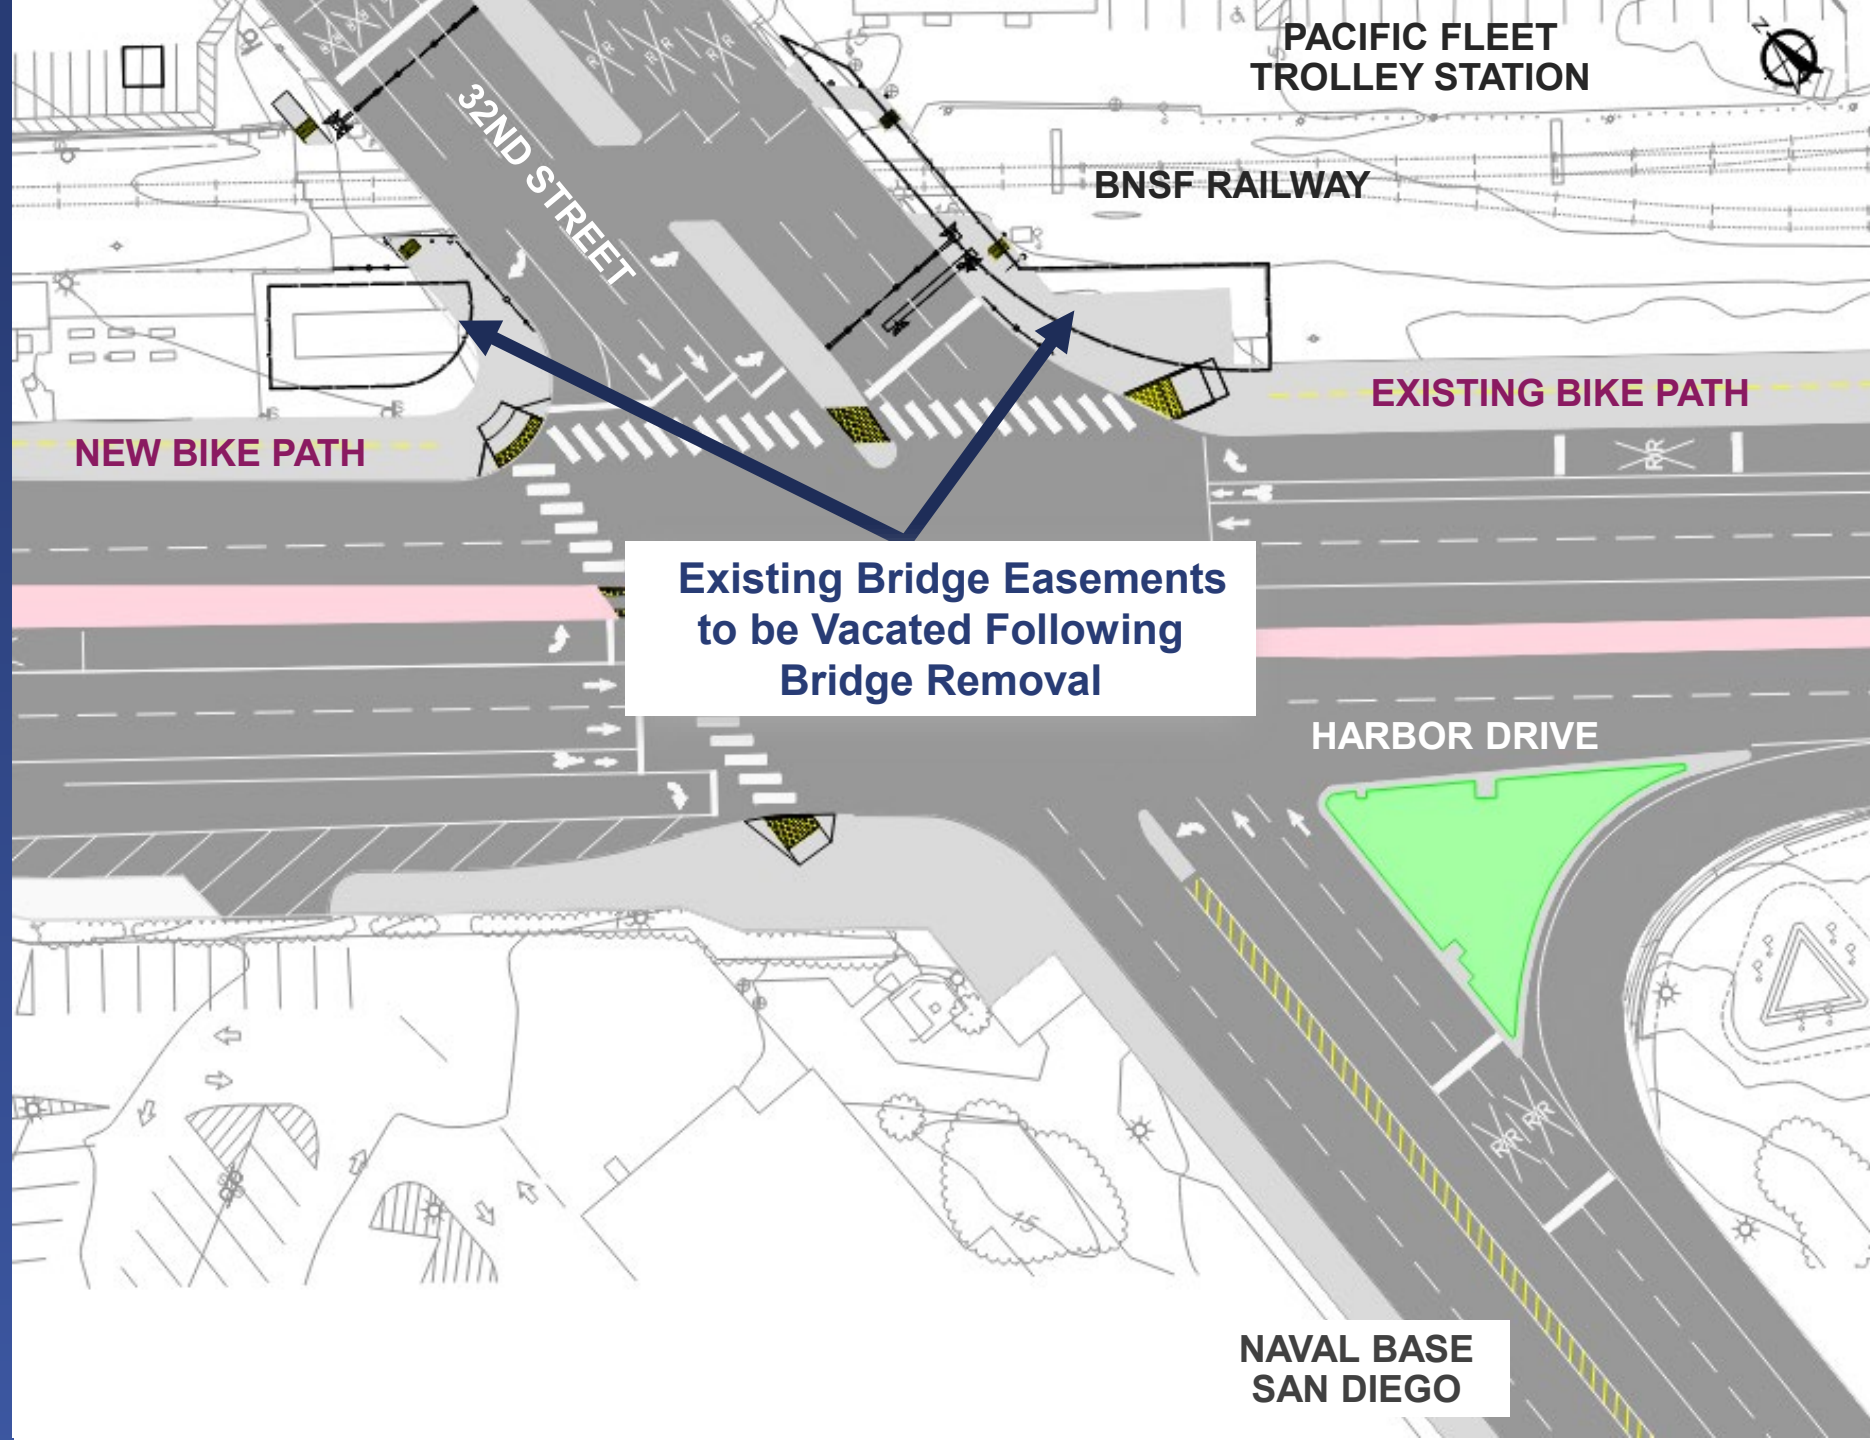 PACIFIC FLEET
TROLLEY STATION
N
32ND STREET
BNSF RAILWAY
EXISTING BIKE PATH
NEW BIKE PATH
R R
Existing Bridge Easements
to be Vacated Following
Bridge Removal
HARBOR DRIVE
R R
R R
15
NAVAL BASE
SAN DIEGO